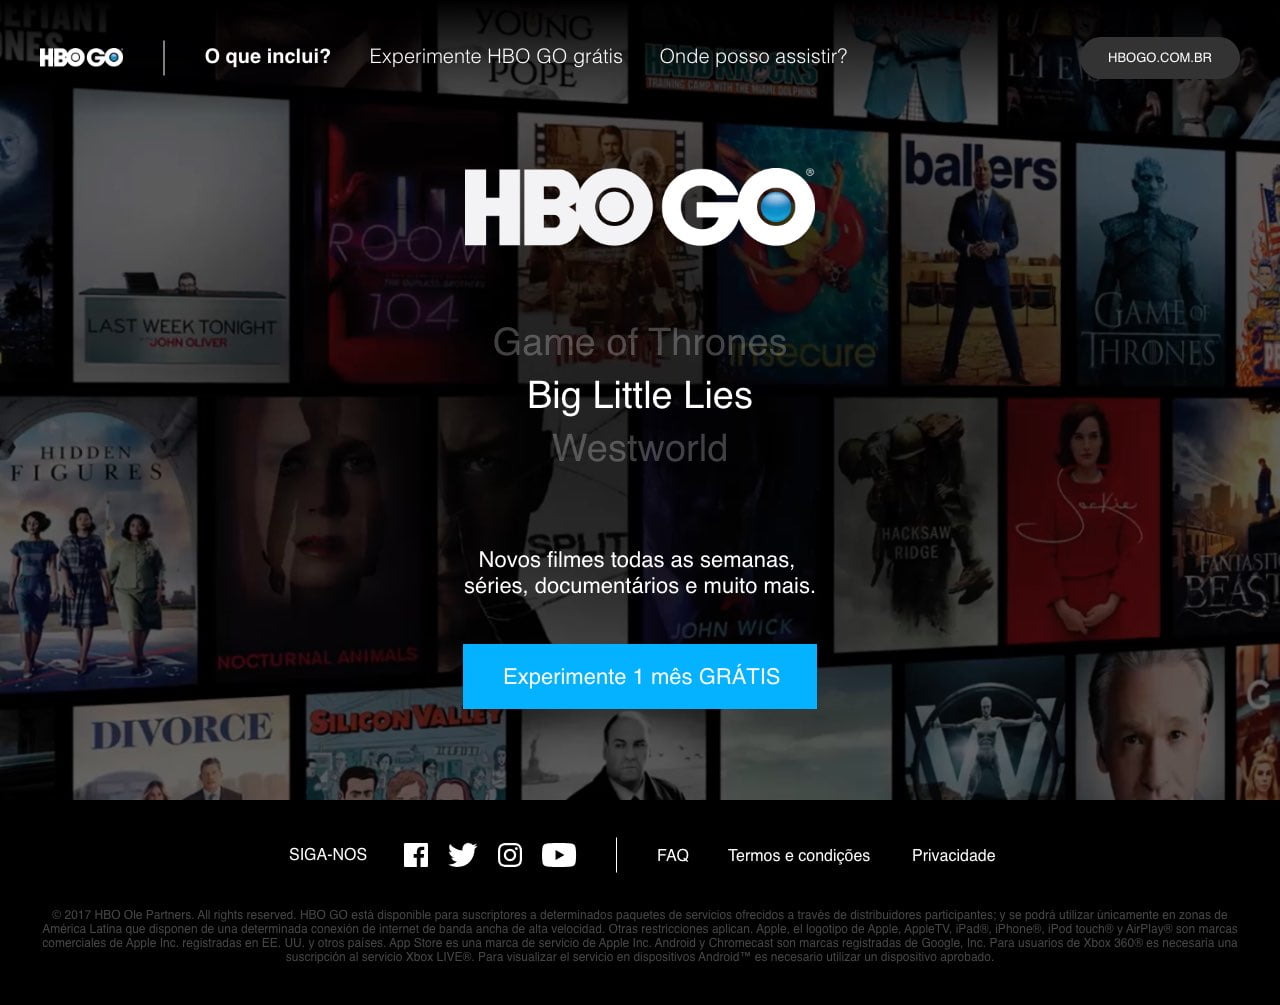 DEFIANT
ONES
YOUNG
POPE
HARD KNOCKS
TRAINING CAMP WITH THE MIAMI DOLPHINS
LIES
HBO GO
O que inclui?
Experimente HBO GO grátis
Onde posso assistir?
HBOGO.COM.BR
LAST WEEK TONIGHT
JOHN OLIVER
ROOM
THE DUPLASS BROTHERS
104
HBO GO®
insecure
ballers
GAME OF
THRONES
Game of Thrones
Big Little Lies
Westworld
HIDDEN
FIGURES
NOCTURNAL ANIMALS
SPLIT
JOHN WICK
HACKSAW
RIDGE
Jackie
FANTASTIC
BEAST
Novos filmes todas as semanas,
séries, documentários e muito mais.
Experimente 1 mês GRÁTIS
DIVORCE
SILICON VALLEY
SIGA-NOS
FAQ
Termos e condições
Privacidade
© 2017 HBO Ole Partners. All rights reserved. HBO GO está disponible para suscriptores a determinados paquetes de servicios ofrecidos a través de distribuidores participantes; y se podrá utilizar únicamente en zonas de
América Latina que disponen de una determinada conexión de internet de banda ancha de alta velocidad. Otras restricciones aplican. Apple, el logotipo de Apple, AppleTV, iPad®, iPhone®, iPod touch® y AirPlay® son marcas
comerciales de Apple Inc. registradas en EE. UU. y otros países. App Store es una marca de servicio de Apple Inc. Android y Chromecast son marcas registradas de Google, Inc. Para usuarios de Xbox 360® es necesaria una
suscripción al servicio Xbox LIVE®. Para visualizar el servicio en dispositivos Android™ es necesario utilizar un dispositivo aprobado.